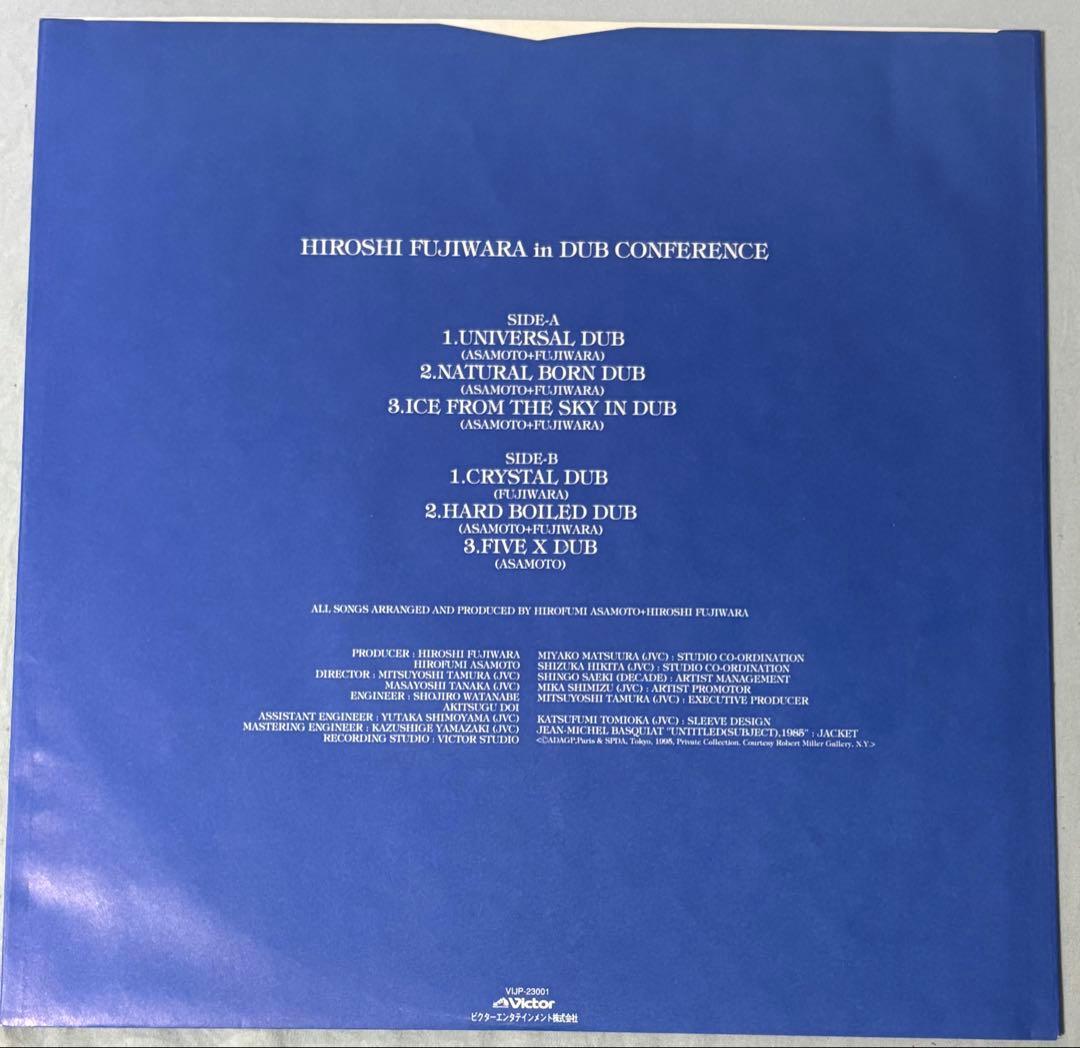 HIROSHI FUJIWARA in DUB CONFERENCE
SIDE-A
1.UNIVERSAL DUB
(ASAMOTO+FUJIWARA)
2.NATURAL BORN DUB
(ASAMOTO+FUJIWARA)
3.ICE FROM THE SKY IN DUB
(ASAMOTO+FUJIWARA)
SIDE-B
1.CRYSTAL DUB
(FUJIWARA)
2.HARD BOILED DUB
(ASAMOTO+FUJIWARA)
3.FIVE X DUB
(ASAMOTO)
ALL SONGS ARRANGED AND PRODUCED BY HIROFUMI ASAMOTO+HIROSHI FUJIWARA
PRODUCER : HIROSHI FUJIWARA
HIROFUMI ASAMOTO
DIRECTOR : MITSUYOSHI TAMURA (JVC)
MASAYOSHI TANAKA (JVC)
ENGINEER : SHOJIRO WATANABE
AKITSUGU DOI
ASSISTANT ENGINEER : YUTAKA SHIMOYAMA (JVC)
MASTERING ENGINEER : KAZUSHIGE YAMAZAKI (JVC)
RECORDING STUDIO : VICTOR STUDIO
MIYAKO MATSUURA (JVC) : STUDIO CO-ORDINATION
SHIZUKA HIKITA (JVC) : STUDIO CO-ORDINATION
SHINGO SAEKI (DECADE) : ARTIST MANAGEMENT
MIKA SHIMIZU (JVC) : ARTIST PROMOTOR
MITSUYOSHI TAMURA (JVC) : EXECUTIVE PRODUCER
KATSUFUMI TOMIOKA (JVC) : SLEEVE DESIGN
JEAN-MICHEL BASQUIAT "UNTITLED(SUBJECT),1985" : JACKET
<©ADAGP,Paris & SPDA, Tokyo, 1995, Private Collection. Courtesy Robert Miller Gallery, N.Y.>
VIJP-23001
Victor
ビクターエンタテインメント株式会社